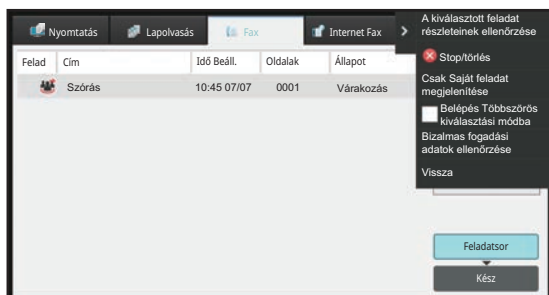 Nyomtatás
Lapolvasás
Fax
Internet Fax
A kiválasztott feladat
részleteinek ellenőrzése
Stop/törlés
Csak Saját feladat
megjelenítése
Belépés Többszörös
kiválasztási módba
Bizalmas fogadási
adatok ellenőrzése
Vissza
Felad Cím Idő Beáll. Oldalak Állapot
Szórás 10:45 07/07 0001 Várakozás
Feladatsor
Kész